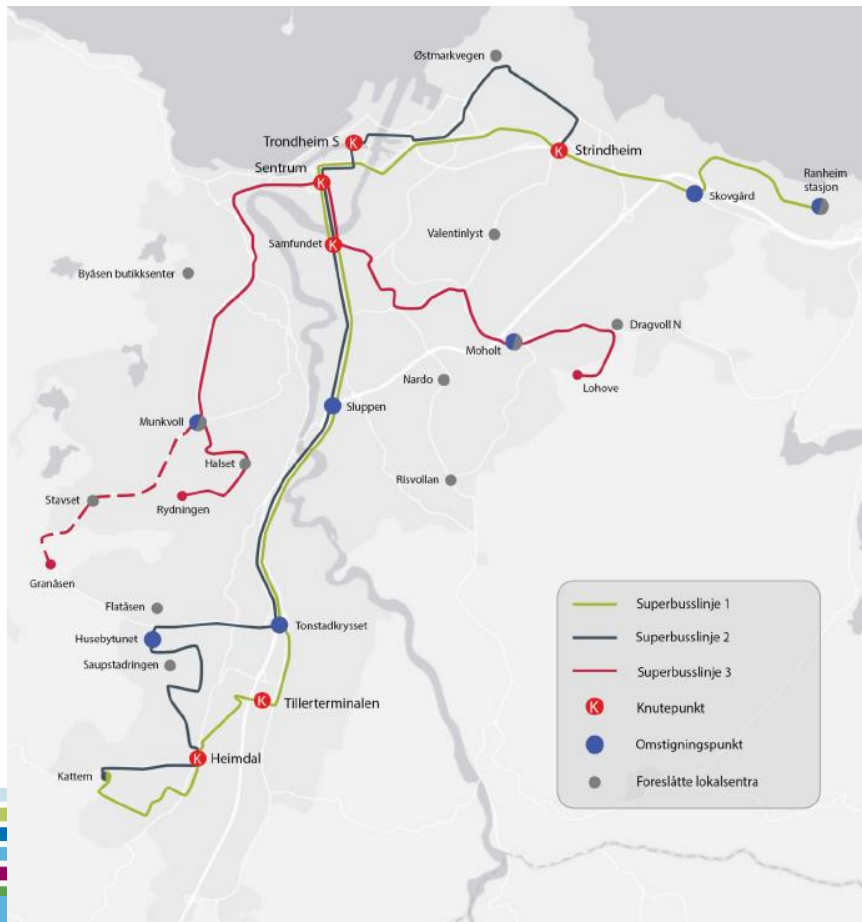 Østmarkvegen
Trondheim S
K
K
Strindheim
Sentrum
K
Ranheim
stasjon
Skovgård
Valentinlyst
Samfundet
K
Byåsen butikksenter
Dragvoll N
Moholt
Nardo
Lohove
Sluppen
Munkvoll
Halset
Risvollan
Stavset
Rydningen
Granåsen
Flatåsen
Tonstadkrysset
Husebytunet
Saupstadringen
K
Tillerterminalen
K
Heimdal
Kattem
Superbusslinje 1
Superbusslinje 2
Superbusslinje 3
K
Knutepunkt
Omstigningspunkt
Foreslåtte lokalsentra